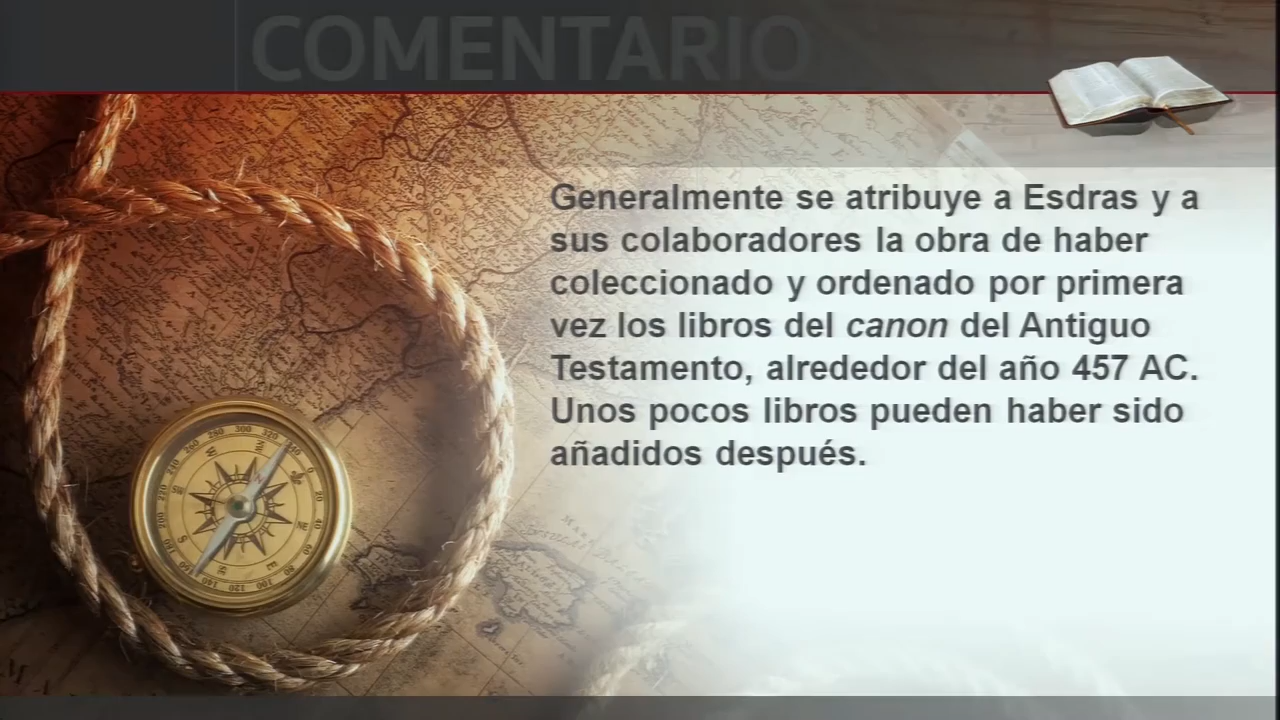 COMENTARIO
Generalmente se atribuye a Esdras y a
sus colaboradores la obra de haber
coleccionado y ordenado por primera
vez los libros del canon del Antiguo
Testamento, alrededor del año 457 AC.
Unos pocos libros pueden haber sido
añadidos después.